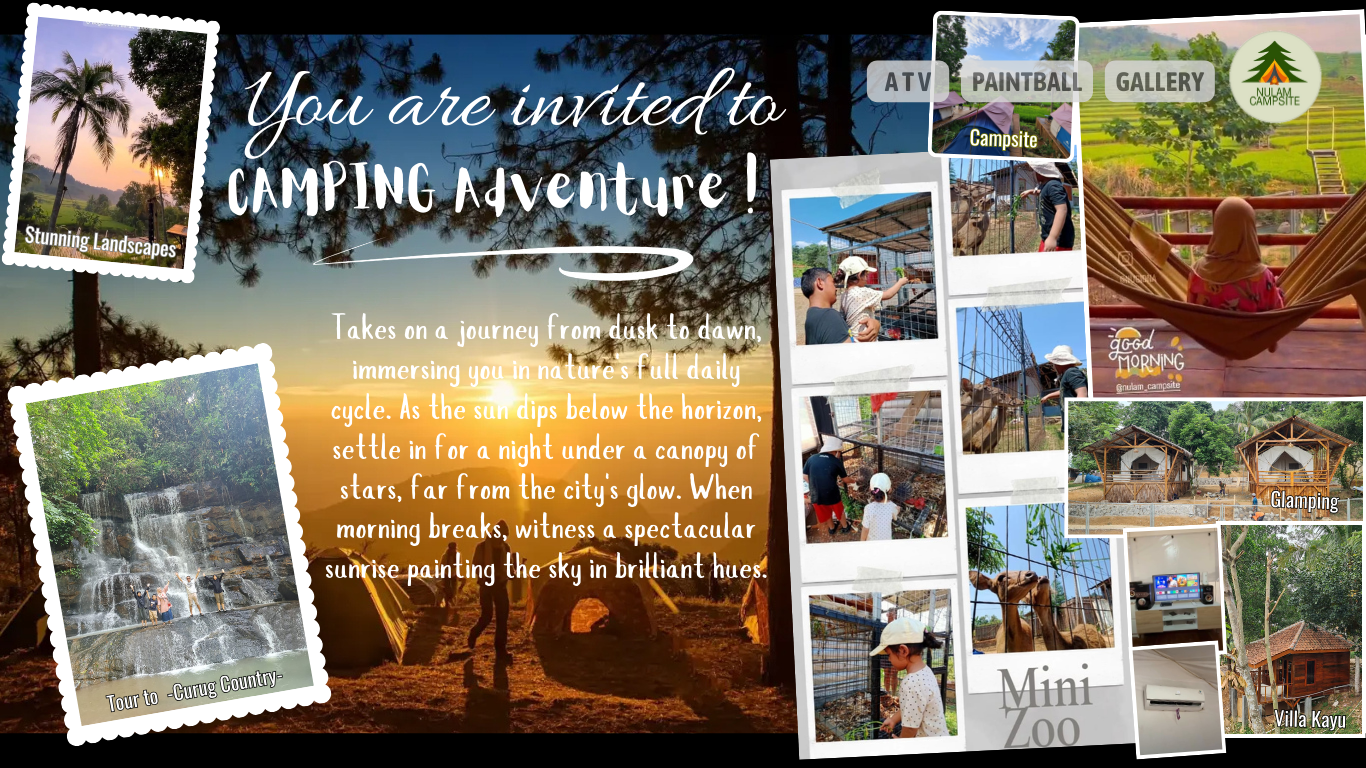 ATV
PAINTBALL
GALLERY
NULAM
CAMPSITE
You are invited to
CAMPING Adventure !
Stunning Landscapes
Campsite
Takes on a journey from dusk to dawn,
immersing you in nature's full daily
cycle. As the sun dips below the horizon,
settle in for a night under a canopy of
stars, far from the city's glow. When
morning breaks, witness a spectacular
sunrise painting the sky in brilliant hues.
good
MORNING
@nulam_campsite
Glamping
Tour to -Curug Country-
Mini
Zoo
Villa Kayu